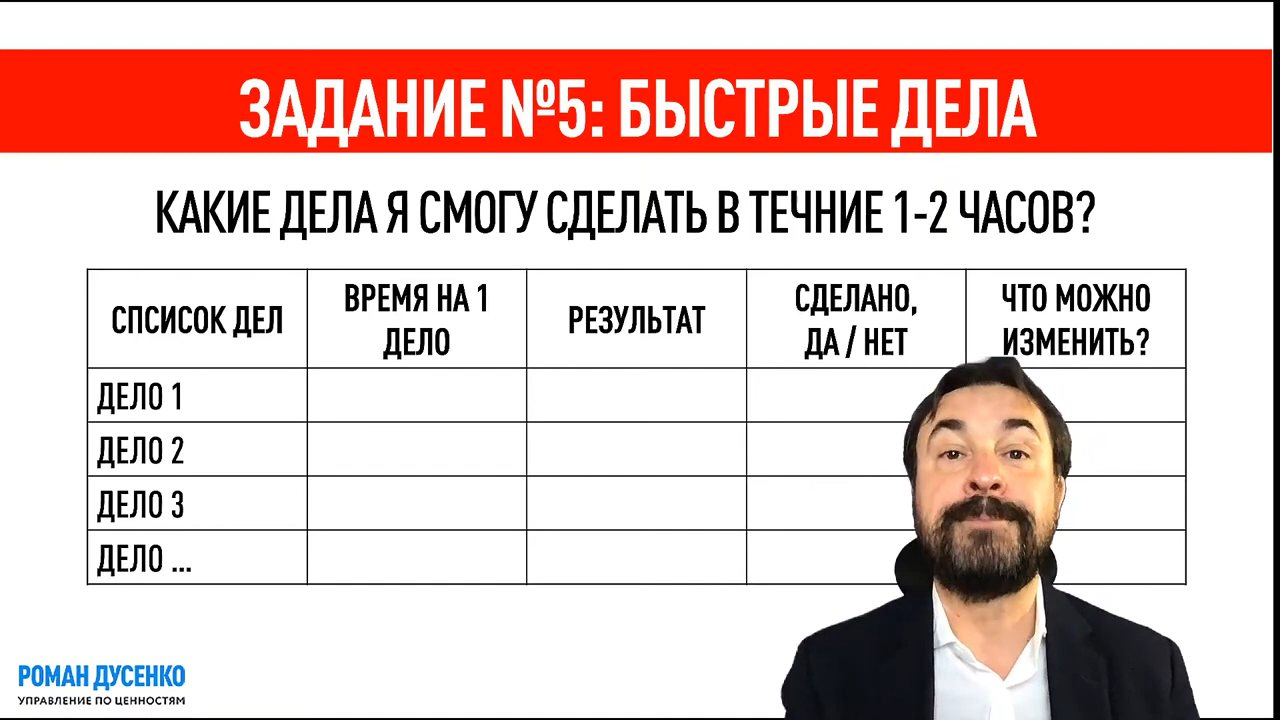 ЗАДАНИЕ №5: БЫСТРЫЕ ДЕЛА
КАКИЕ ДЕЛА Я СМОГУ СДЕЛАТЬ В ТЕЧНИЕ 1-2 ЧАСОВ?
СПСИСОК ДЕЛ
ВРЕМЯ НА 1
ДЕЛО
РЕЗУЛЬТАТ
СДЕЛАНО,
ДА / НЕТ
ЧТО МОЖНО
ИЗМЕНИТЬ?
ДЕЛО 1
ДЕЛО 2
ДЕЛО 3
ДЕЛО ...
РОМАН ДУСЕНКО
УПРАВЛЕНИЕ ПО ЦЕННОСТЯМ